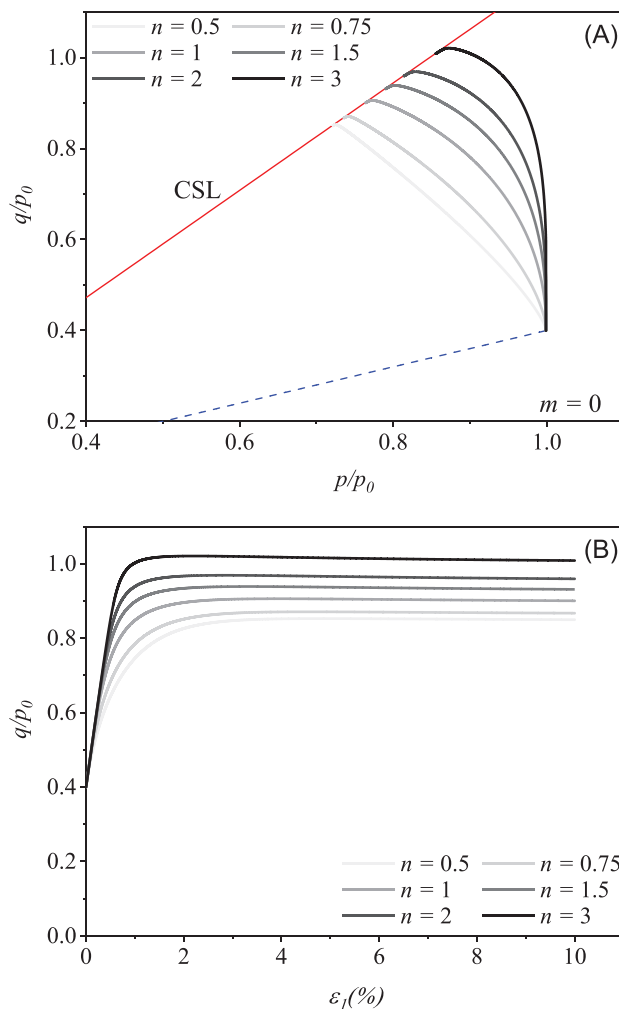 n = 0.5 n = 0.75 (A)
n = 1 n = 1.5
n = 2 n = 3
1.0
0.8
0.6
0.4
0.2
q/p0
CSL
m = 0
0.4 0.6 0.8 1.0
p/p0
(B)
1.0
0.8
0.6
0.4
0.2
0.0
q/p0
n = 0.5 n = 0.75
n = 1 n = 1.5
n = 2 n = 3
0 2 4 6 8 10
ε1(%)